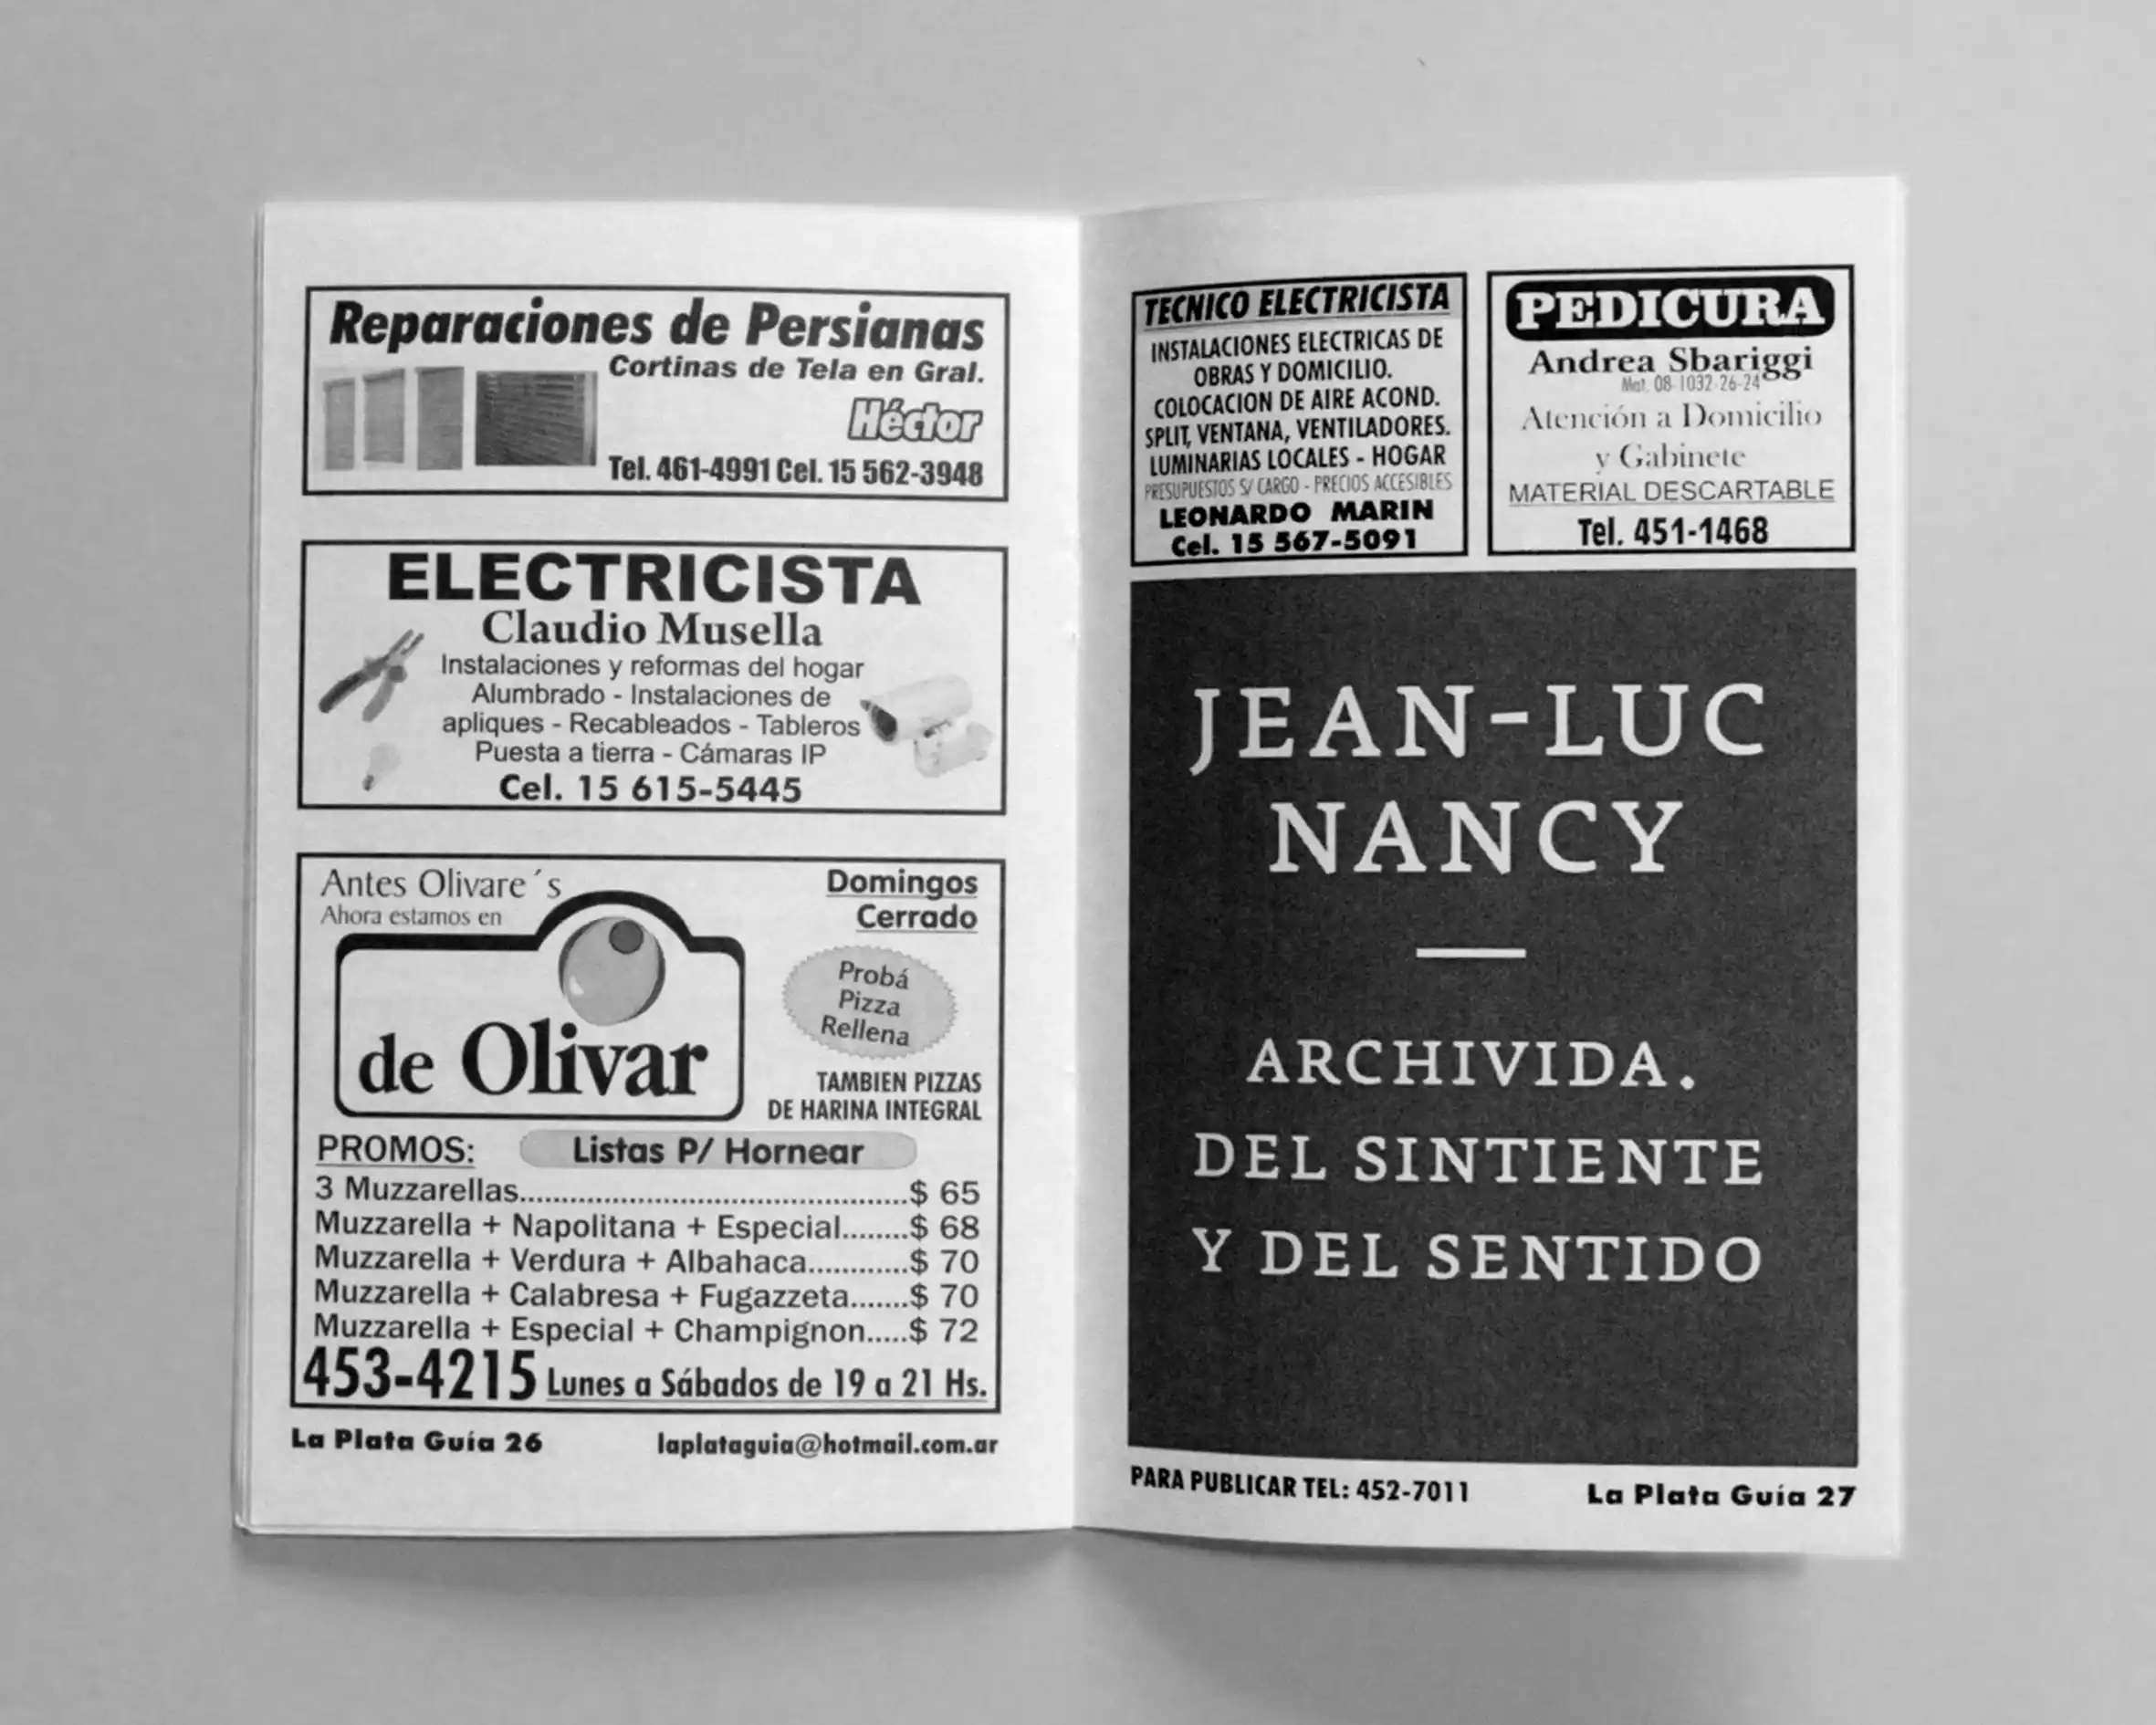 Reparaciones de Persianas
Cortinas de Tela en Gral.
Héctor
Tel. 461-4991 Cel. 15 562-3948
ELECTRICISTA
Claudio Musella
Instalaciones y reformas del hogar
Alumbrado - Instalaciones de
apliques - Recableados - Tableros
Puesta a tierra - Cámaras IP
Cel. 15 615-5445
Antes Olivare´s
Ahora estamos en
de Olivar
Domingos
Cerrado
Probá
Pizza
Rellena
TAMBIEN PIZZAS
DE HARINA INTEGRAL
PROMOS: Listas P/ Hornear
3 Muzzarellas..............................................$ 65
Muzzarella + Napolitana + Especial........$ 68
Muzzarella + Verdura + Albahaca............$ 70
Muzzarella + Calabresa + Fugazzeta.......$ 70
Muzzarella + Especial + Champignon.....$ 72
453-4215 Lunes a Sábados de 19 a 21 Hs.
La Plata Guía 26 laplataguia@hotmail.com.ar
TECNICO ELECTRICISTA
INSTALACIONES ELECTRICAS DE
OBRAS Y DOMICILIO.
COLOCACION DE AIRE ACOND.
SPLIT, VENTANA, VENTILADORES.
LUMINARIAS LOCALES - HOGAR
PRESUPUESTOS S/ CARGO - PRECIOS ACCESIBLES
LEONARDO MARIN
Cel. 15 567-5091
PEDICURA
Andrea Sbariggi
Mat. 08-1032-26-24
Atención a Domicilio
y Gabinete
MATERIAL DESCARTABLE
Tel. 451-1468
JEAN-LUC
NANCY
—
ARCHIVIDA.
DEL SINTIENTE
Y DEL SENTIDO
PARA PUBLICAR TEL: 452-7011 La Plata Guía 27